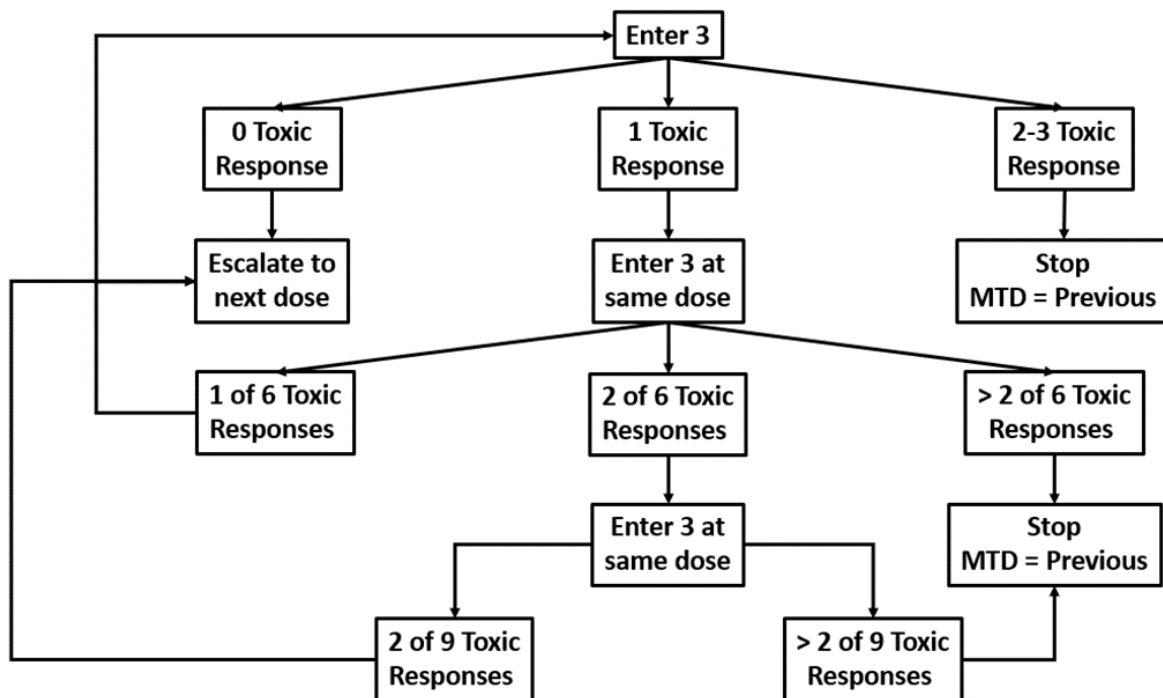 Enter 3
0 Toxic
Response
1 Toxic
Response
2-3 Toxic
Response
Escalate to
next dose
Enter 3 at
same dose
Stop
MTD = Previous
1 of 6 Toxic
Responses
2 of 6 Toxic
Responses
> 2 of 6 Toxic
Responses
Enter 3 at
same dose
Stop
MTD = Previous
2 of 9 Toxic
Responses
> 2 of 9 Toxic
Responses